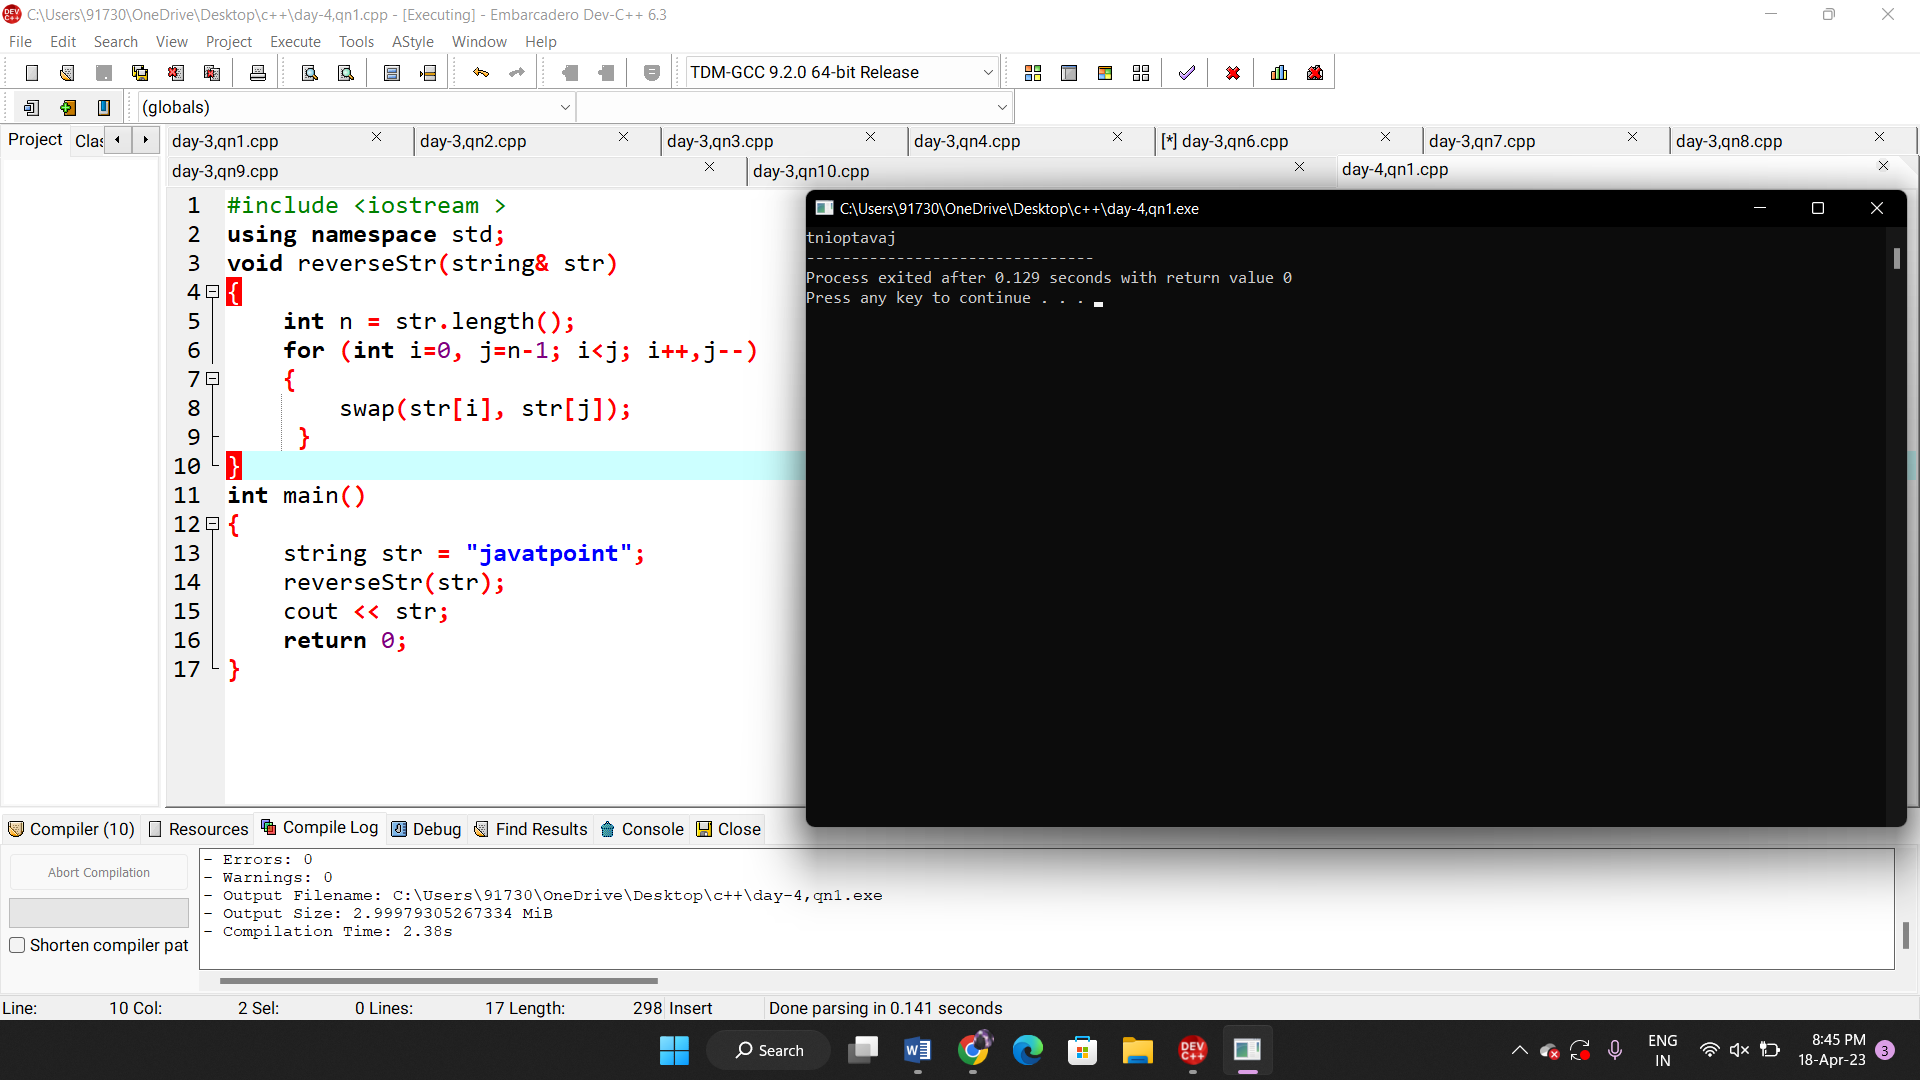 C:\Users\91730\OneDrive\Desktop\c++\day-4,qn1.cpp - [Executing] - Embarcadero Dev-C++ 6.3
File Edit Search View Project Execute Tools AStyle Window Help
TDM-GCC 9.2.0 64-bit Release
(globals)
Project Clas day-3,qn1.cpp day-3,qn2.cpp day-3,qn3.cpp day-3,qn4.cpp [*] day-3,qn6.cpp day-3,qn7.cpp day-3,qn8.cpp
day-3,qn9.cpp day-3,qn10.cpp day-4,qn1.cpp
1 #include <iostream >
2 using namespace std;
3 void reverseStr(string& str)
4 {
5 int n = str.length();
6 for (int i=0, j=n-1; i<j; i++,j--)
7 {
8 swap(str[i], str[j]);
9 }
10 }
11 int main()
12 {
13 string str = "javatpoint";
14 reverseStr(str);
15 cout << str;
16 return 0;
17 }
C:\Users\91730\OneDrive\Desktop\c++\day-4,qn1.exe
tnioptavaj
--------------------------------
Process exited after 0.129 seconds with return value 0
Press any key to continue . . .
Compiler (10) Resources Compile Log Debug Find Results Console Close
Abort Compilation
Shorten compiler pat
- Errors: 0
- Warnings: 0
- Output Filename: C:\Users\91730\OneDrive\Desktop\c++\day-4,qn1.exe
- Output Size: 2.99979305267334 MiB
- Compilation Time: 2.38s
Line: 10 Col: 2 Sel: 0 Lines: 17 Length: 298 Insert Done parsing in 0.141 seconds
Search
DEV C++
ENG
IN
8:45 PM
18-Apr-23
3